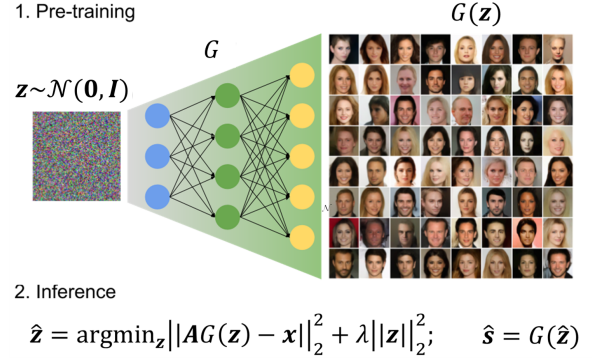 1. Pre-training
G(z)
G
z~𝒩(0, I)
𝒩
2. Inference
ẑ = argmin_z||AG(z) − x||₂² + λ||z||₂²; ŝ = G(ẑ)